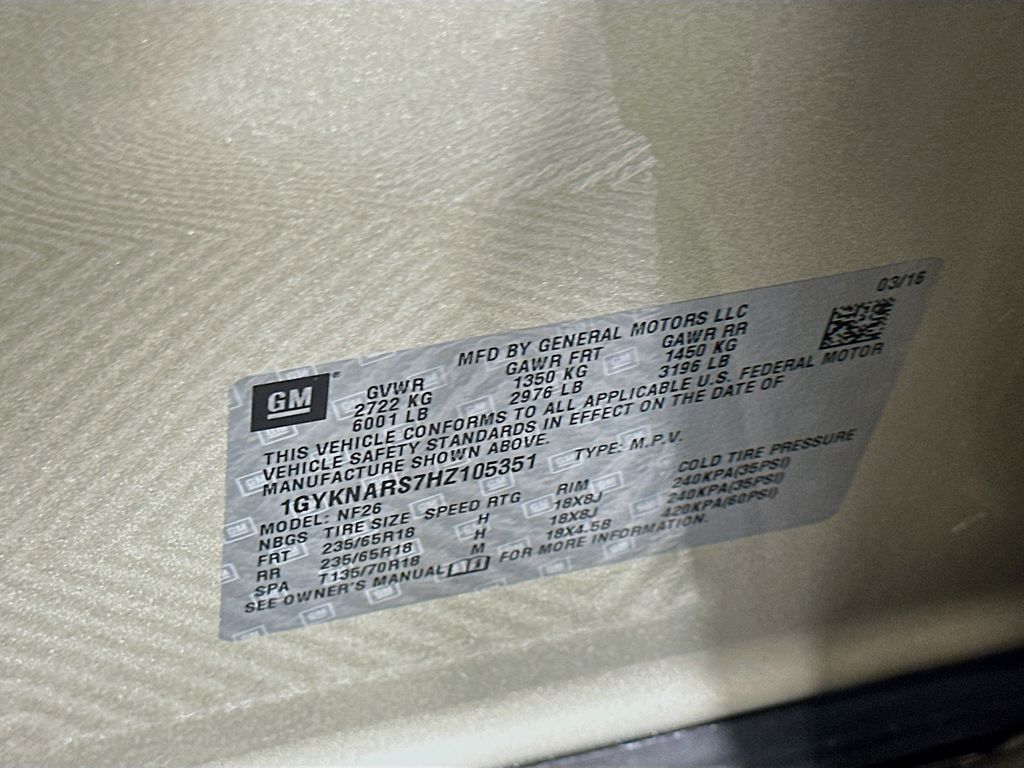 03/16
MFD BY GENERAL MOTORS LLC
GM®
GVWR GAWR FRT GAWR RR
2722 KG 1350 KG 1450 KG
6001 LB 2976 LB 3196 LB
THIS VEHICLE CONFORMS TO ALL APPLICABLE U.S. FEDERAL MOTOR
VEHICLE SAFETY STANDARDS IN EFFECT ON THE DATE OF
MANUFACTURE SHOWN ABOVE.
1GYKNARS7HZ105351 TYPE: M.P.V.
MODEL: NF26
NBGS TIRE SIZE SPEED RTG RIM COLD TIRE PRESSURE
FRT 235/65R18 H 18X8J 240KPA(35PSI)
RR 235/65R18 H 18X8J 240KPA(35PSI)
SPA T135/70R18 M 18X4.5B 420KPA(60PSI)
SEE OWNER'S MANUAL FOR MORE INFORMATION.